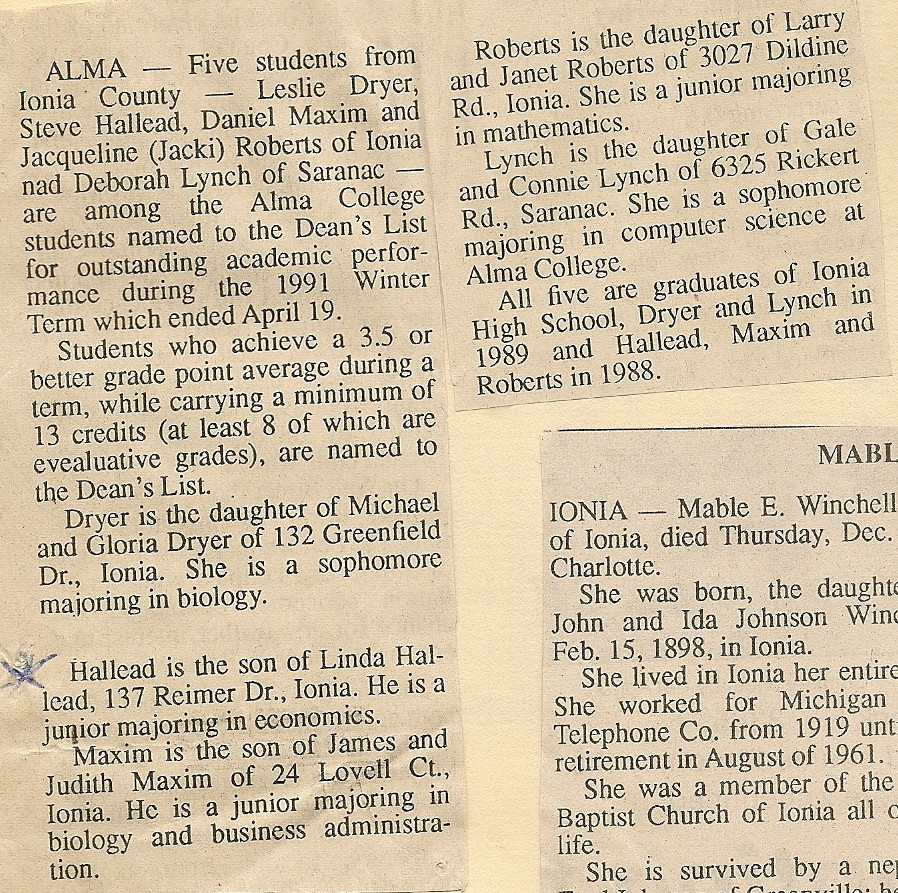 ALMA — Five students from
Ionia County — Leslie Dryer,
Steve Hallead, Daniel Maxim and
Jacqueline (Jacki) Roberts of Ionia
nad Deborah Lynch of Saranac —
are among the Alma College
students named to the Dean's List
for outstanding academic perfor-
mance during the 1991 Winter
Term which ended April 19.
Students who achieve a 3.5 or
better grade point average during a
term, while carrying a minimum of
13 credits (at least 8 of which are
evealuative grades), are named to
the Dean's List.
Dryer is the daughter of Michael
and Gloria Dryer of 132 Greenfield
Dr., Ionia. She is a sophomore
majoring in biology.
Hallead is the son of Linda Hal-
lead, 137 Reimer Dr., Ionia. He is a
junior majoring in economics.
Maxim is the son of James and
Judith Maxim of 24 Lovell Ct.,
Ionia. He is a junior majoring in
biology and business administra-
tion.
Roberts is the daughter of Larry
and Janet Roberts of 3027 Dildine
Rd., Ionia. She is a junior majoring
in mathematics.
Lynch is the daughter of Gale
and Connie Lynch of 6325 Rickert
Rd., Saranac. She is a sophomore
majoring in computer science at
Alma College.
All five are graduates of Ionia
High School, Dryer and Lynch in
1989 and Hallead, Maxim and
Roberts in 1988.
MABL
IONIA — Mable E. Winchell
of Ionia, died Thursday, Dec.
Charlotte.
She was born, the daughte
John and Ida Johnson Winc
Feb. 15, 1898, in Ionia.
She lived in Ionia her entire
She worked for Michigan
Telephone Co. from 1919 unt
retirement in August of 1961.
She was a member of the
Baptist Church of Ionia all o
life.
She is survived by a nep